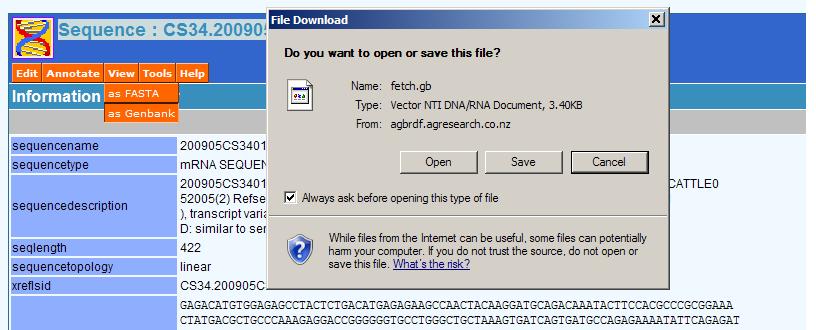 Sequence : CS34.20090
Edit Annotate View Tools Help
Information
as FASTA
as Genbank
sequencename 200905CS3401
sequencetype mRNA SEQUEN
sequencedescription
200905CS3401 CATTLE0
52005(2) Refse
), transcript varia
D: similar to ser
seqlength 422
sequencetopology linear
xreflsid CS34.200905C
GAGACATGTGGAGAGCCTACTCTGACATGAGAGAAGCCAACTACAAGGATGCAGACAAATACTTCCACGCCCGCGGAAA
CTATGACGCTGCCCAAAGAGGACCGGGGGGTGCCTGGGCTGCTAAAGTGATCAGTGATGCCAGAGAAAATATTCAGAGAT
File Download
Do you want to open or save this file?
Name: fetch.gb
Type: Vector NTI DNA/RNA Document, 3.40KB
From: agbrdf.agresearch.co.nz
Open Save Cancel
Always ask before opening this type of file
While files from the Internet can be useful, some files can potentially
harm your computer. If you do not trust the source, do not open or
save this file. What's the risk?